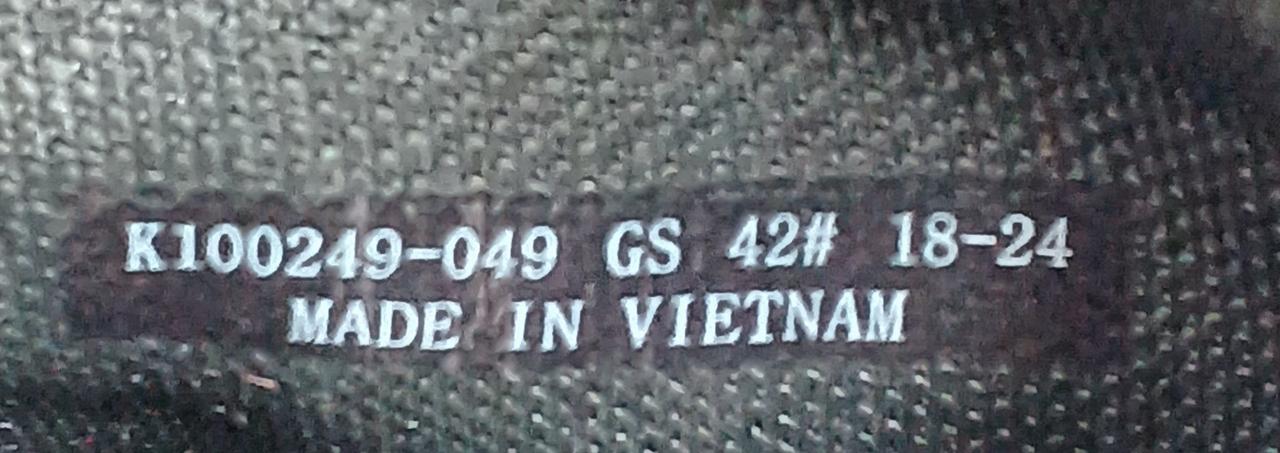 K100249-049 GS 42# 18-24
MADE IN VIETNAM